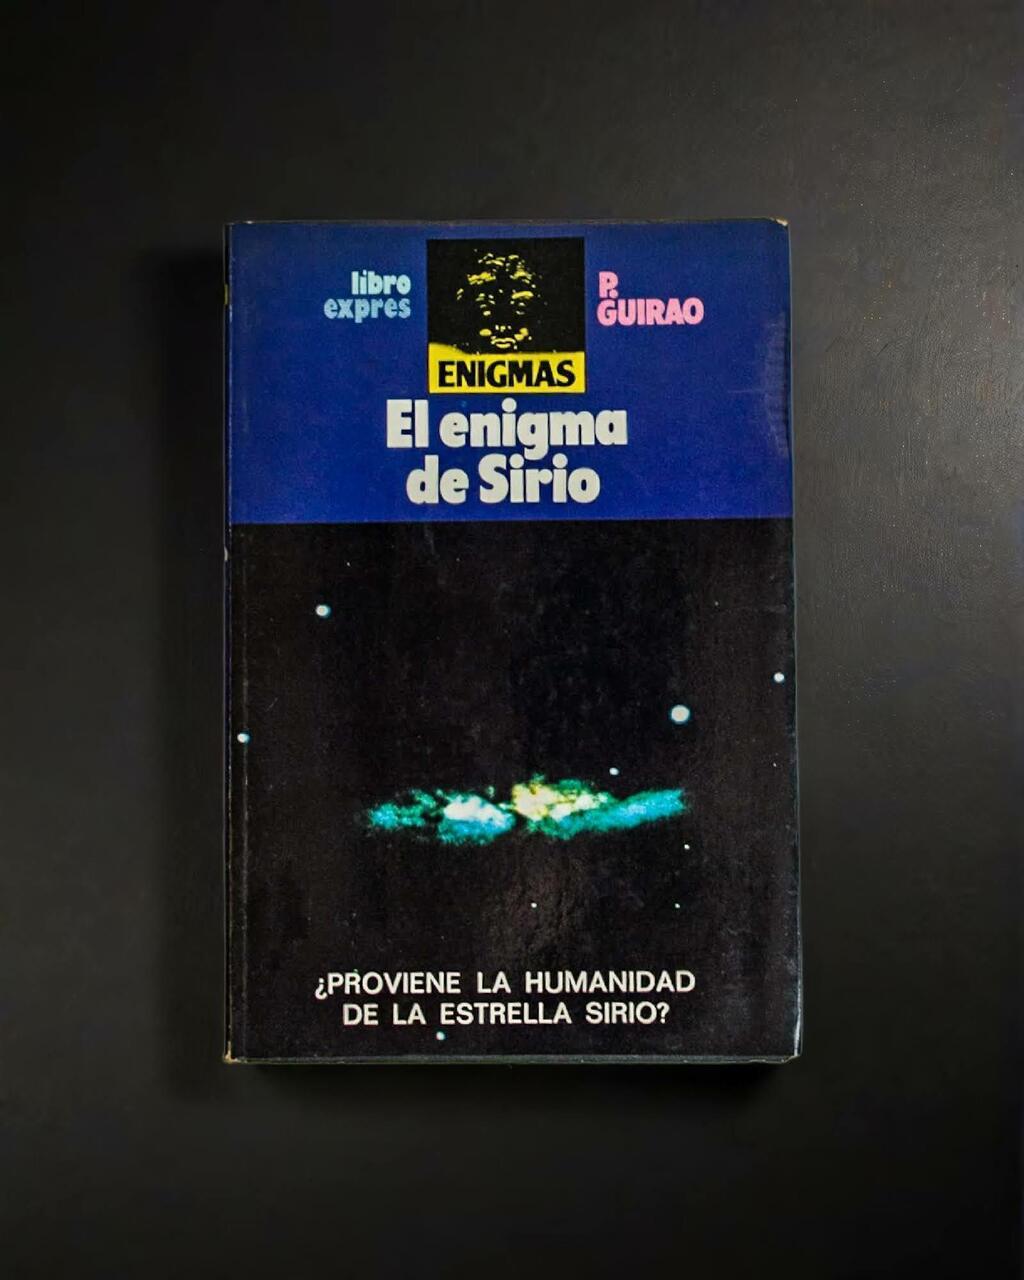 libro
expres
P.
GUIRAO
ENIGMAS
El enigma
de Sirio
¿PROVIENE LA HUMANIDAD
DE LA ESTRELLA SIRIO?